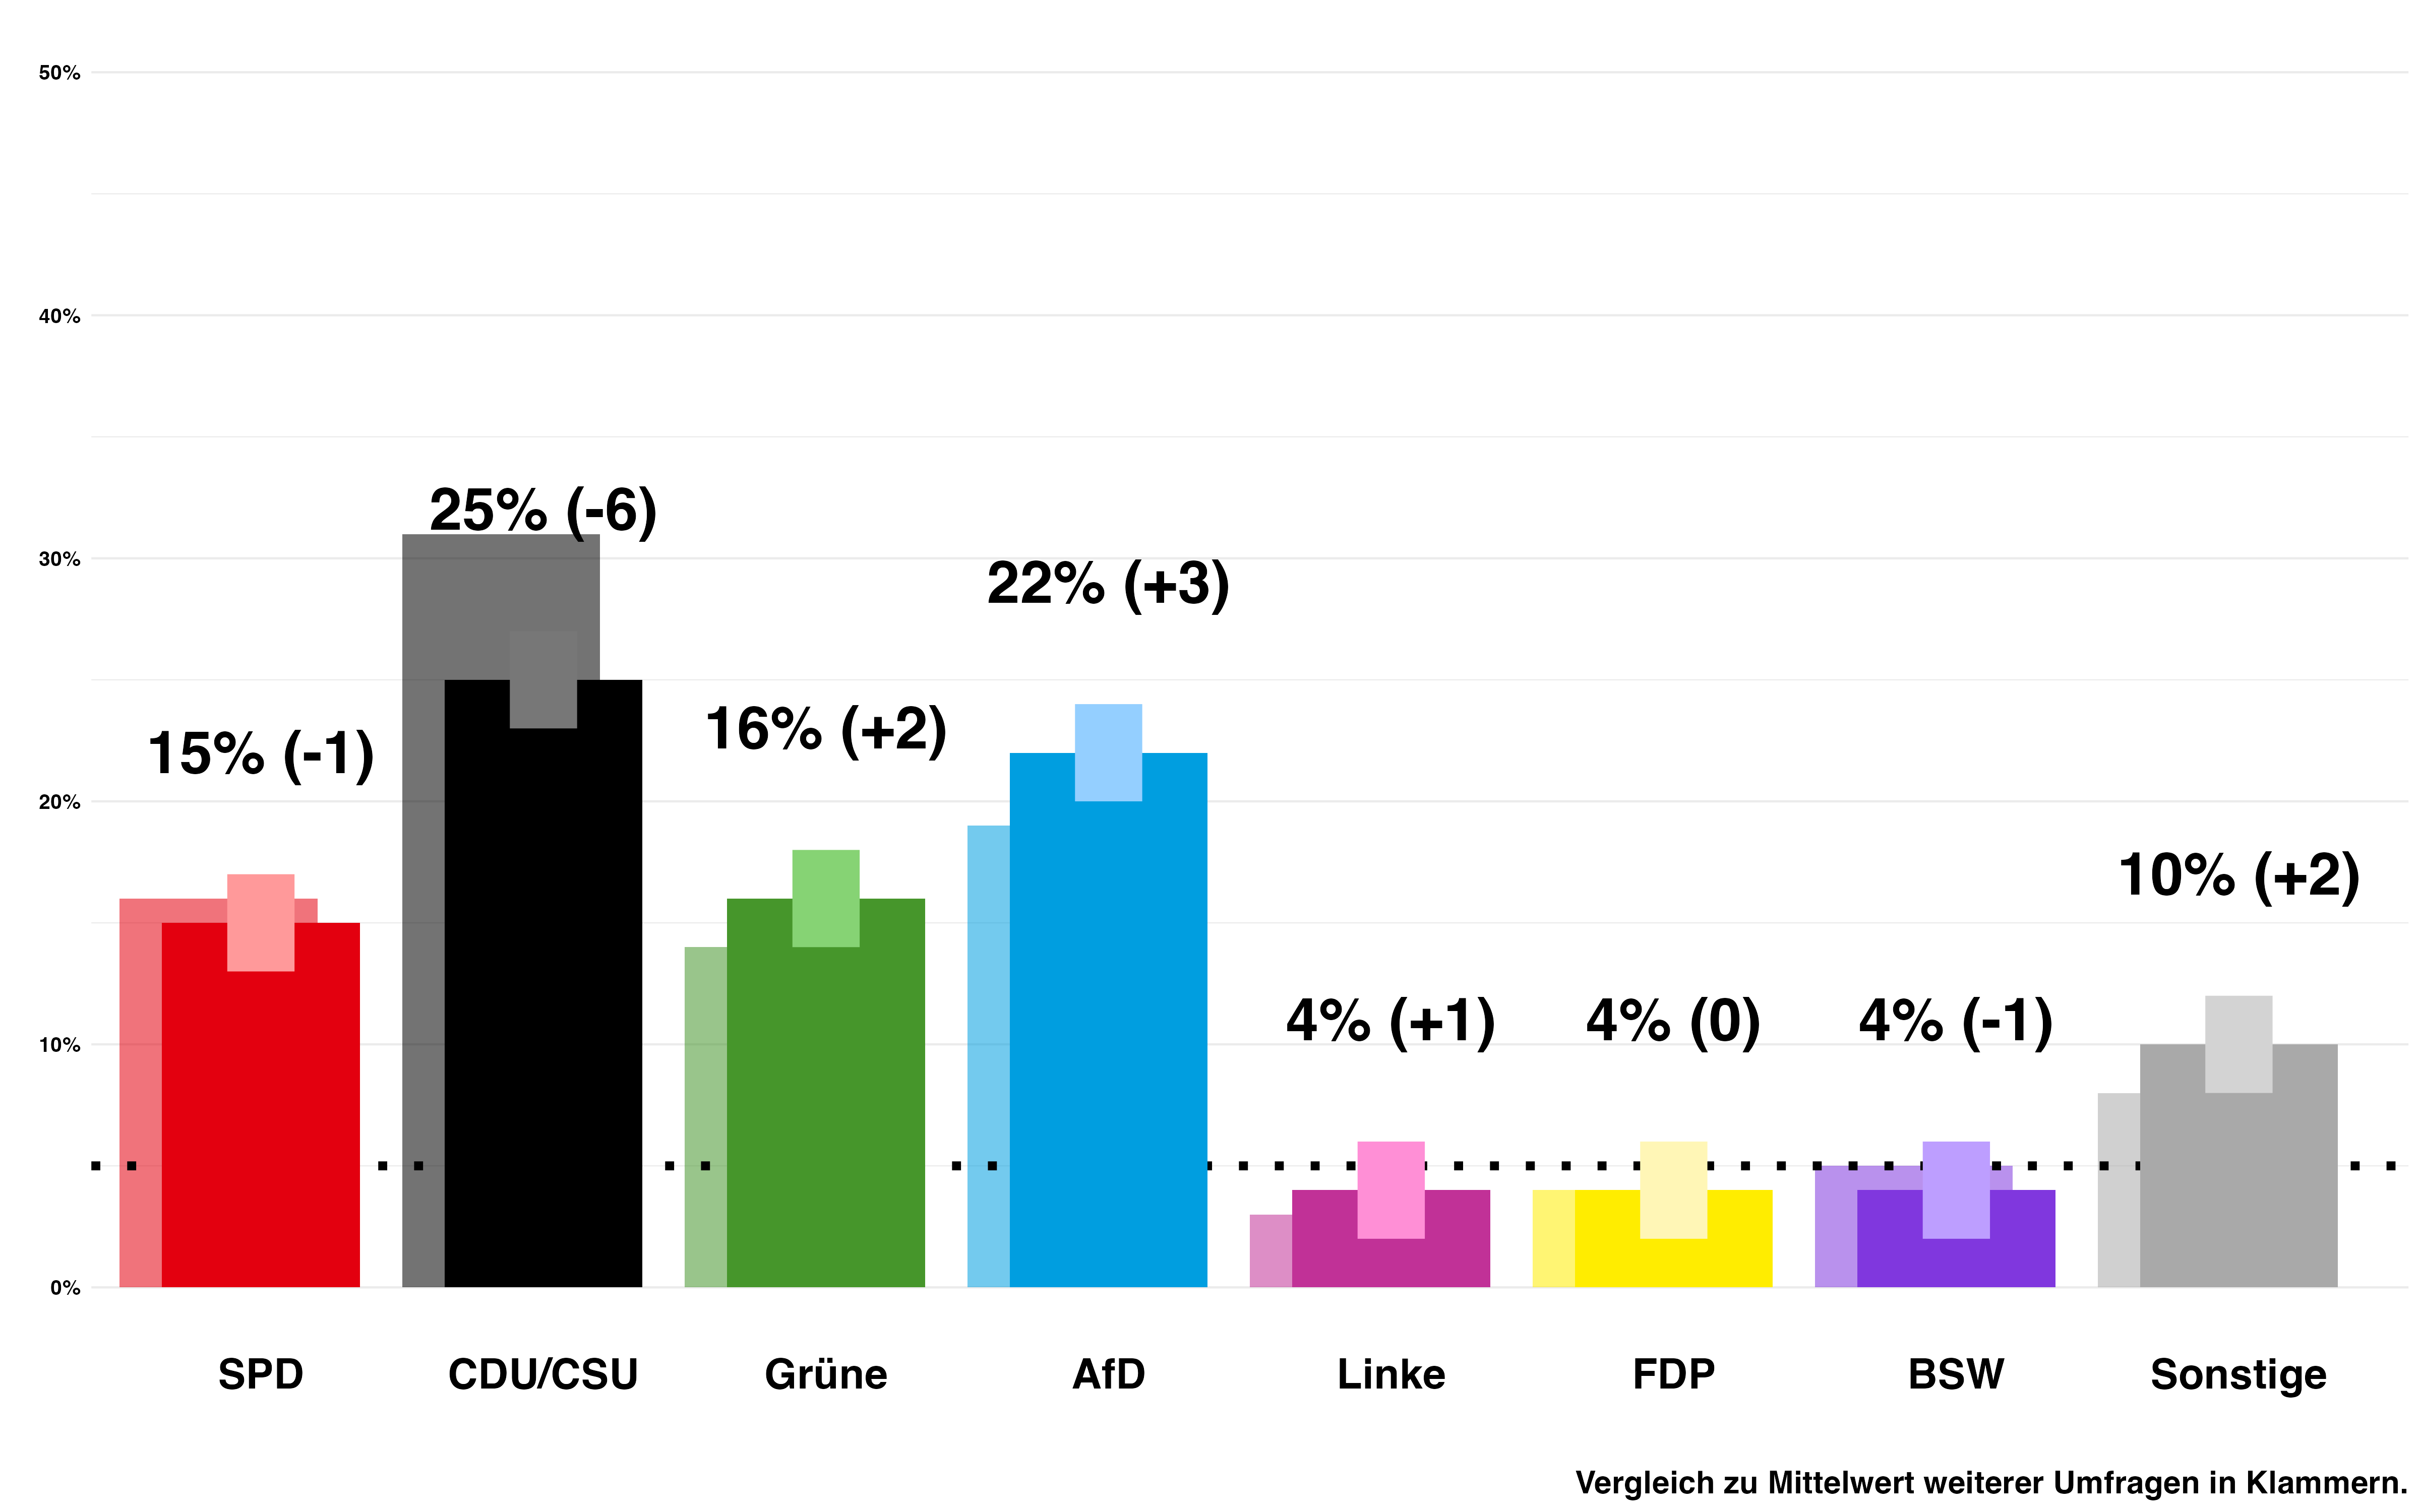 50%
40%
30%
20%
10%
0%
15% (-1)
25% (-6)
16% (+2)
22% (+3)
4% (+1)
4% (0)
4% (-1)
10% (+2)
SPD
CDU/CSU
Grüne
AfD
Linke
FDP
BSW
Sonstige
Vergleich zu Mittelwert weiterer Umfragen in Klammern.